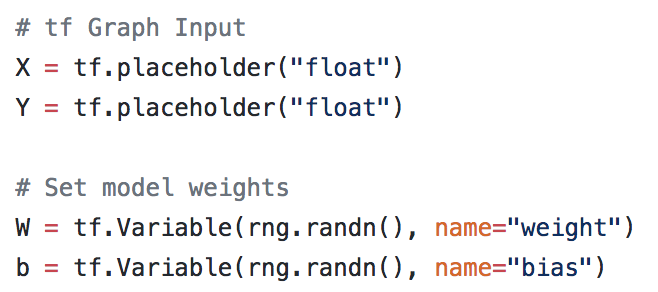 # tf Graph Input
X = tf.placeholder("float")
Y = tf.placeholder("float")
# Set model weights
W = tf.Variable(rng.randn(), name="weight")
b = tf.Variable(rng.randn(), name="bias")